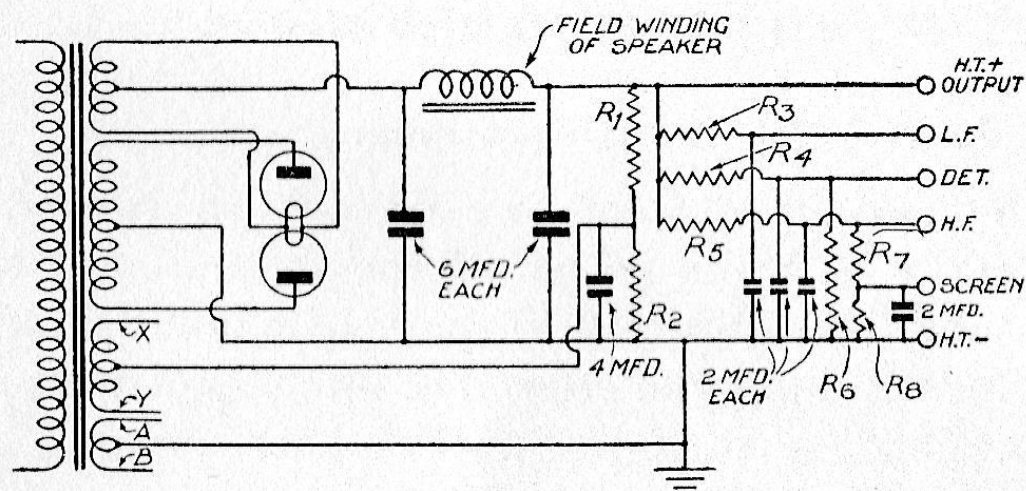 FIELD WINDING
OF SPEAKER
H.T.+
OUTPUT
R1
R3
L.F.
R4
DET.
R5
H.F.
R7
6 MFD.
EACH
SCREEN
2 MFD.
R2
H.T.-
X
4 MFD.
2 MFD.
EACH
R6
R8
Y
A
B